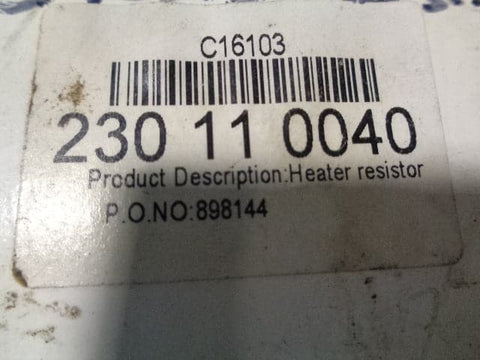 C16103
230 11 0040
Product Description:Heater resistor
P.O.NO:898144